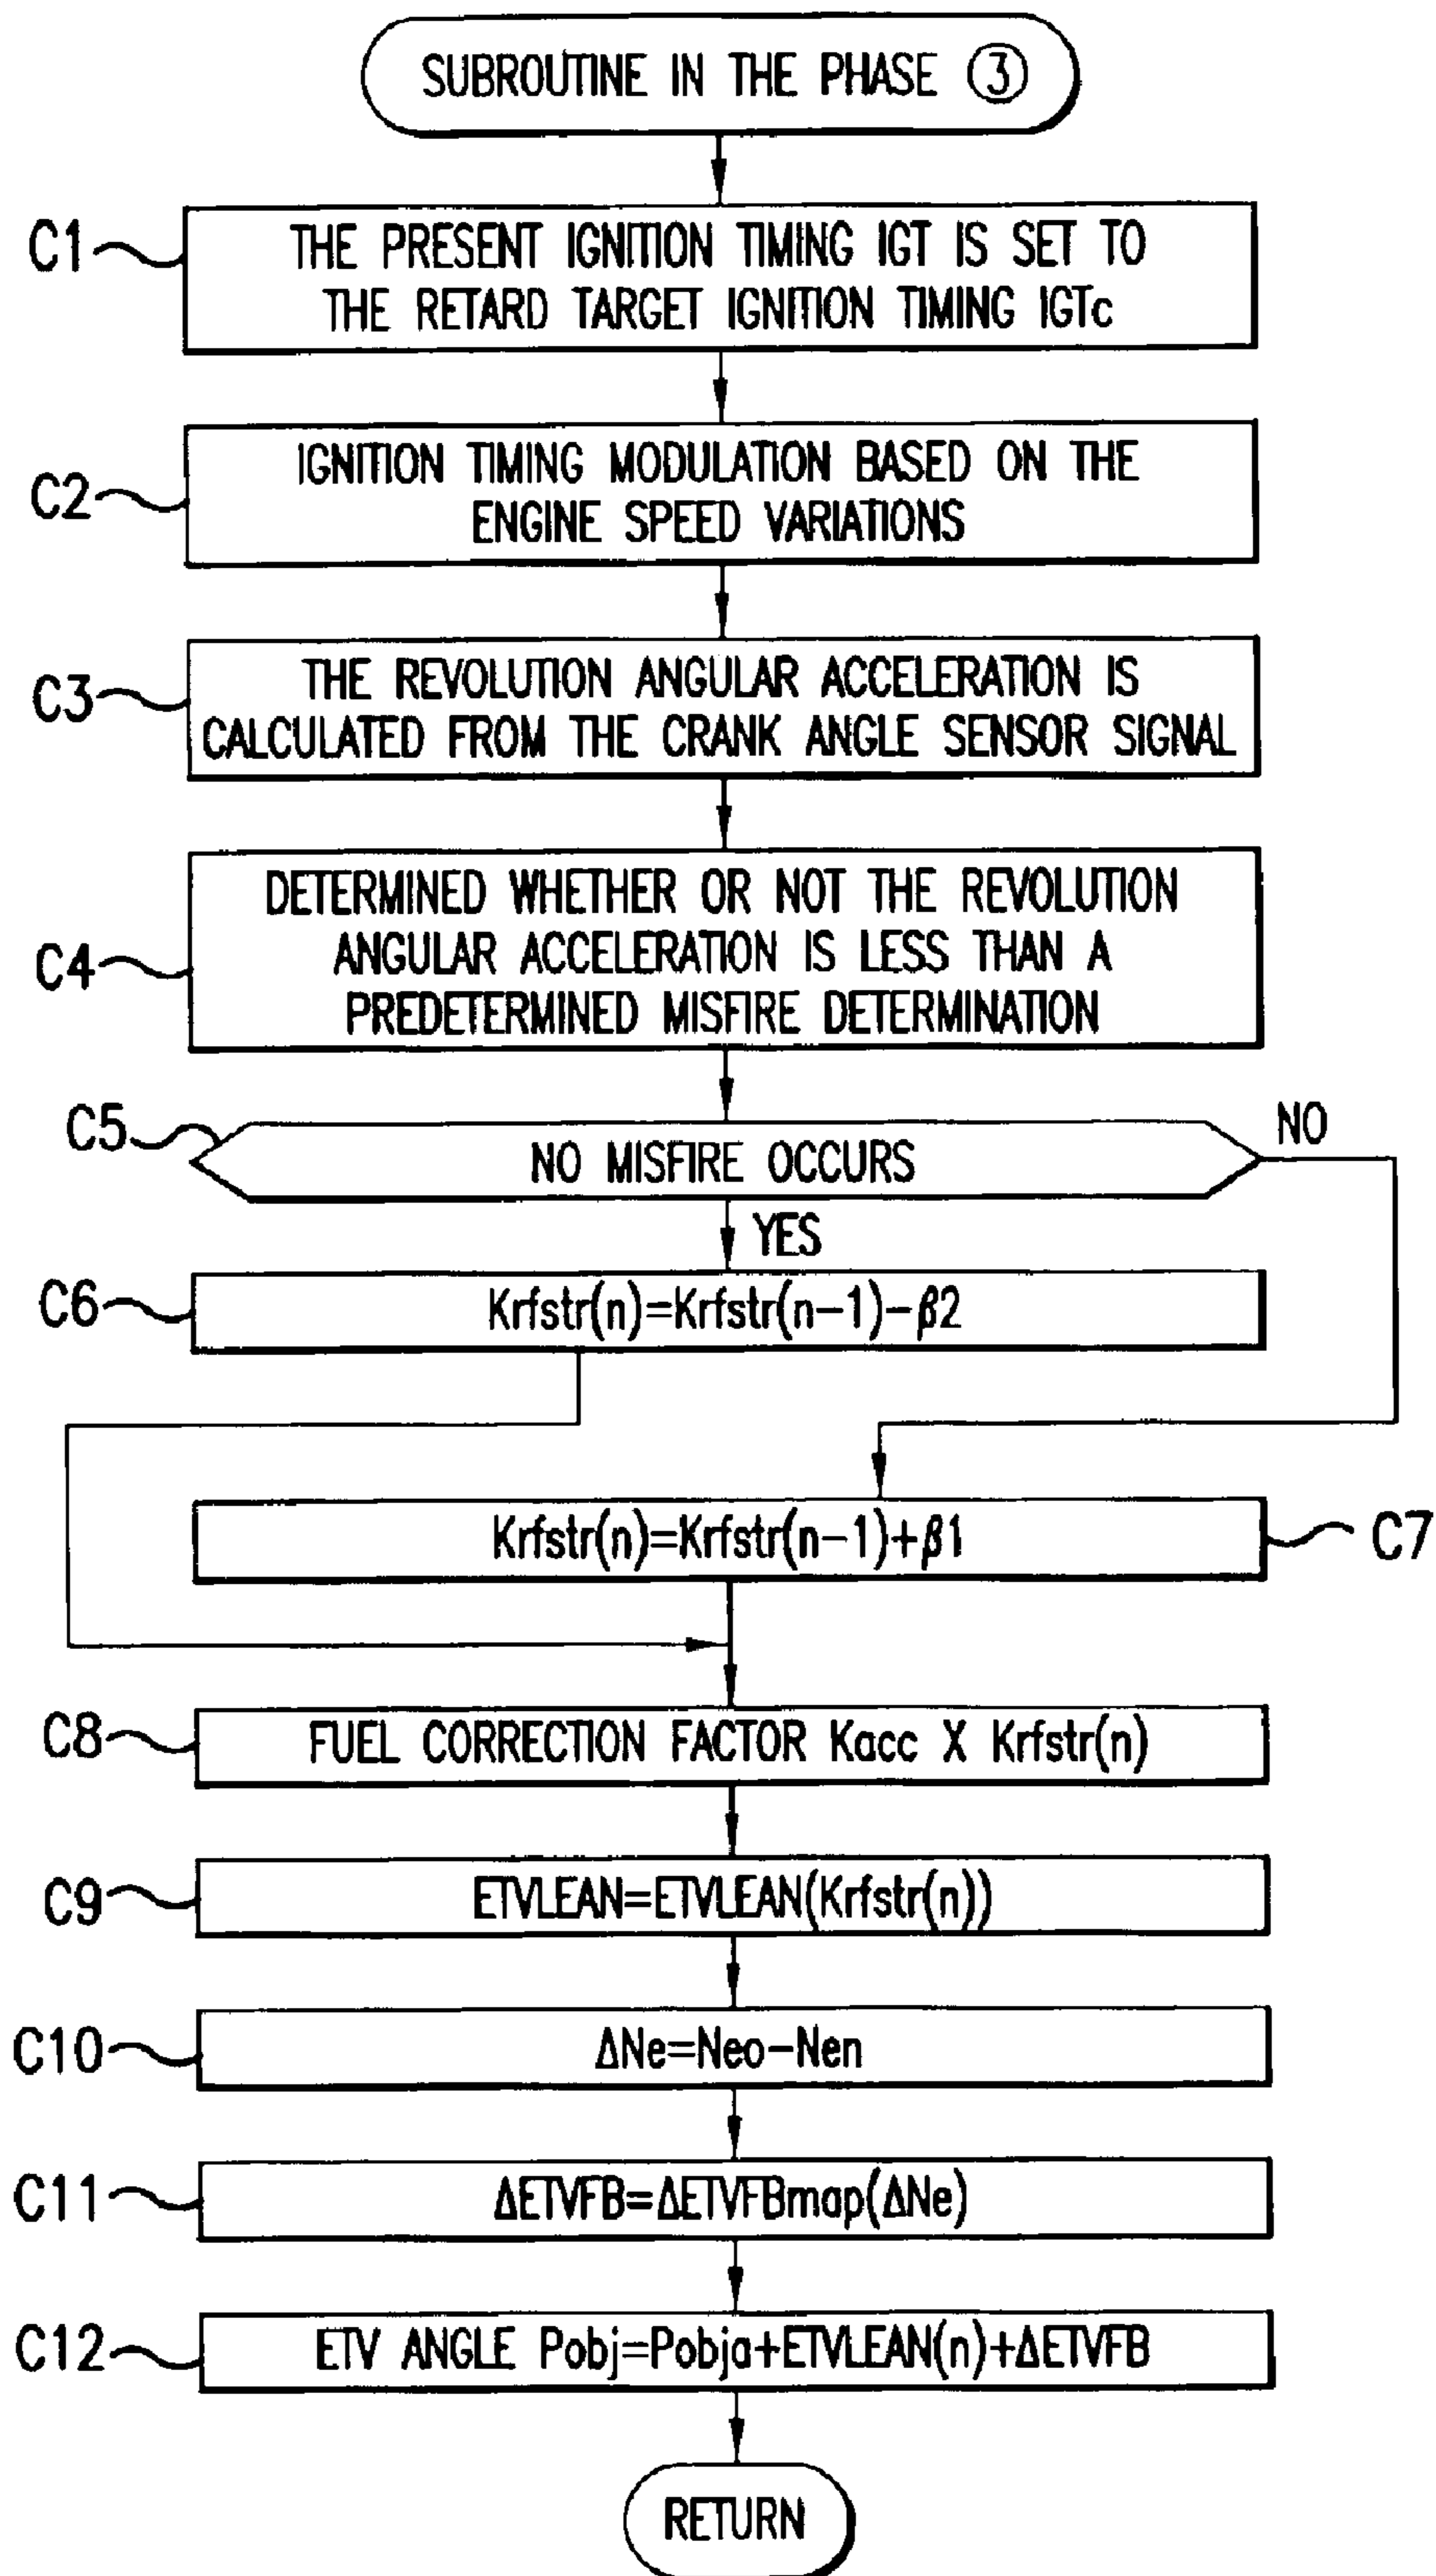 SUBROUTINE IN THE PHASE ③
C1
THE PRESENT IGNITION TIMING IGT IS SET TO
THE RETARD TARGET IGNITION TIMING IGTc
C2
IGNITION TIMING MODULATION BASED ON THE
ENGINE SPEED VARIATIONS
C3
THE REVOLUTION ANGULAR ACCELERATION IS
CALCULATED FROM THE CRANK ANGLE SENSOR SIGNAL
C4
DETERMINED WHETHER OR NOT THE REVOLUTION
ANGULAR ACCELERATION IS LESS THAN A
PREDETERMINED MISFIRE DETERMINATION
C5
NO MISFIRE OCCURS
NO
YES
C6
Krfstr(n)=Krfstr(n-1)-β2
Krfstr(n)=Krfstr(n-1)+β1
C7
C8
FUEL CORRECTION FACTOR Kacc X Krfstr(n)
C9
ETVLEAN=ETVLEAN(Krfstr(n))
C10
ΔNe=Neo-Nen
C11
ΔETVFB=ΔETVFBmap(ΔNe)
C12
ETV ANGLE Pobj=Pobja+ETVLEAN(n)+ΔETVFB
RETURN